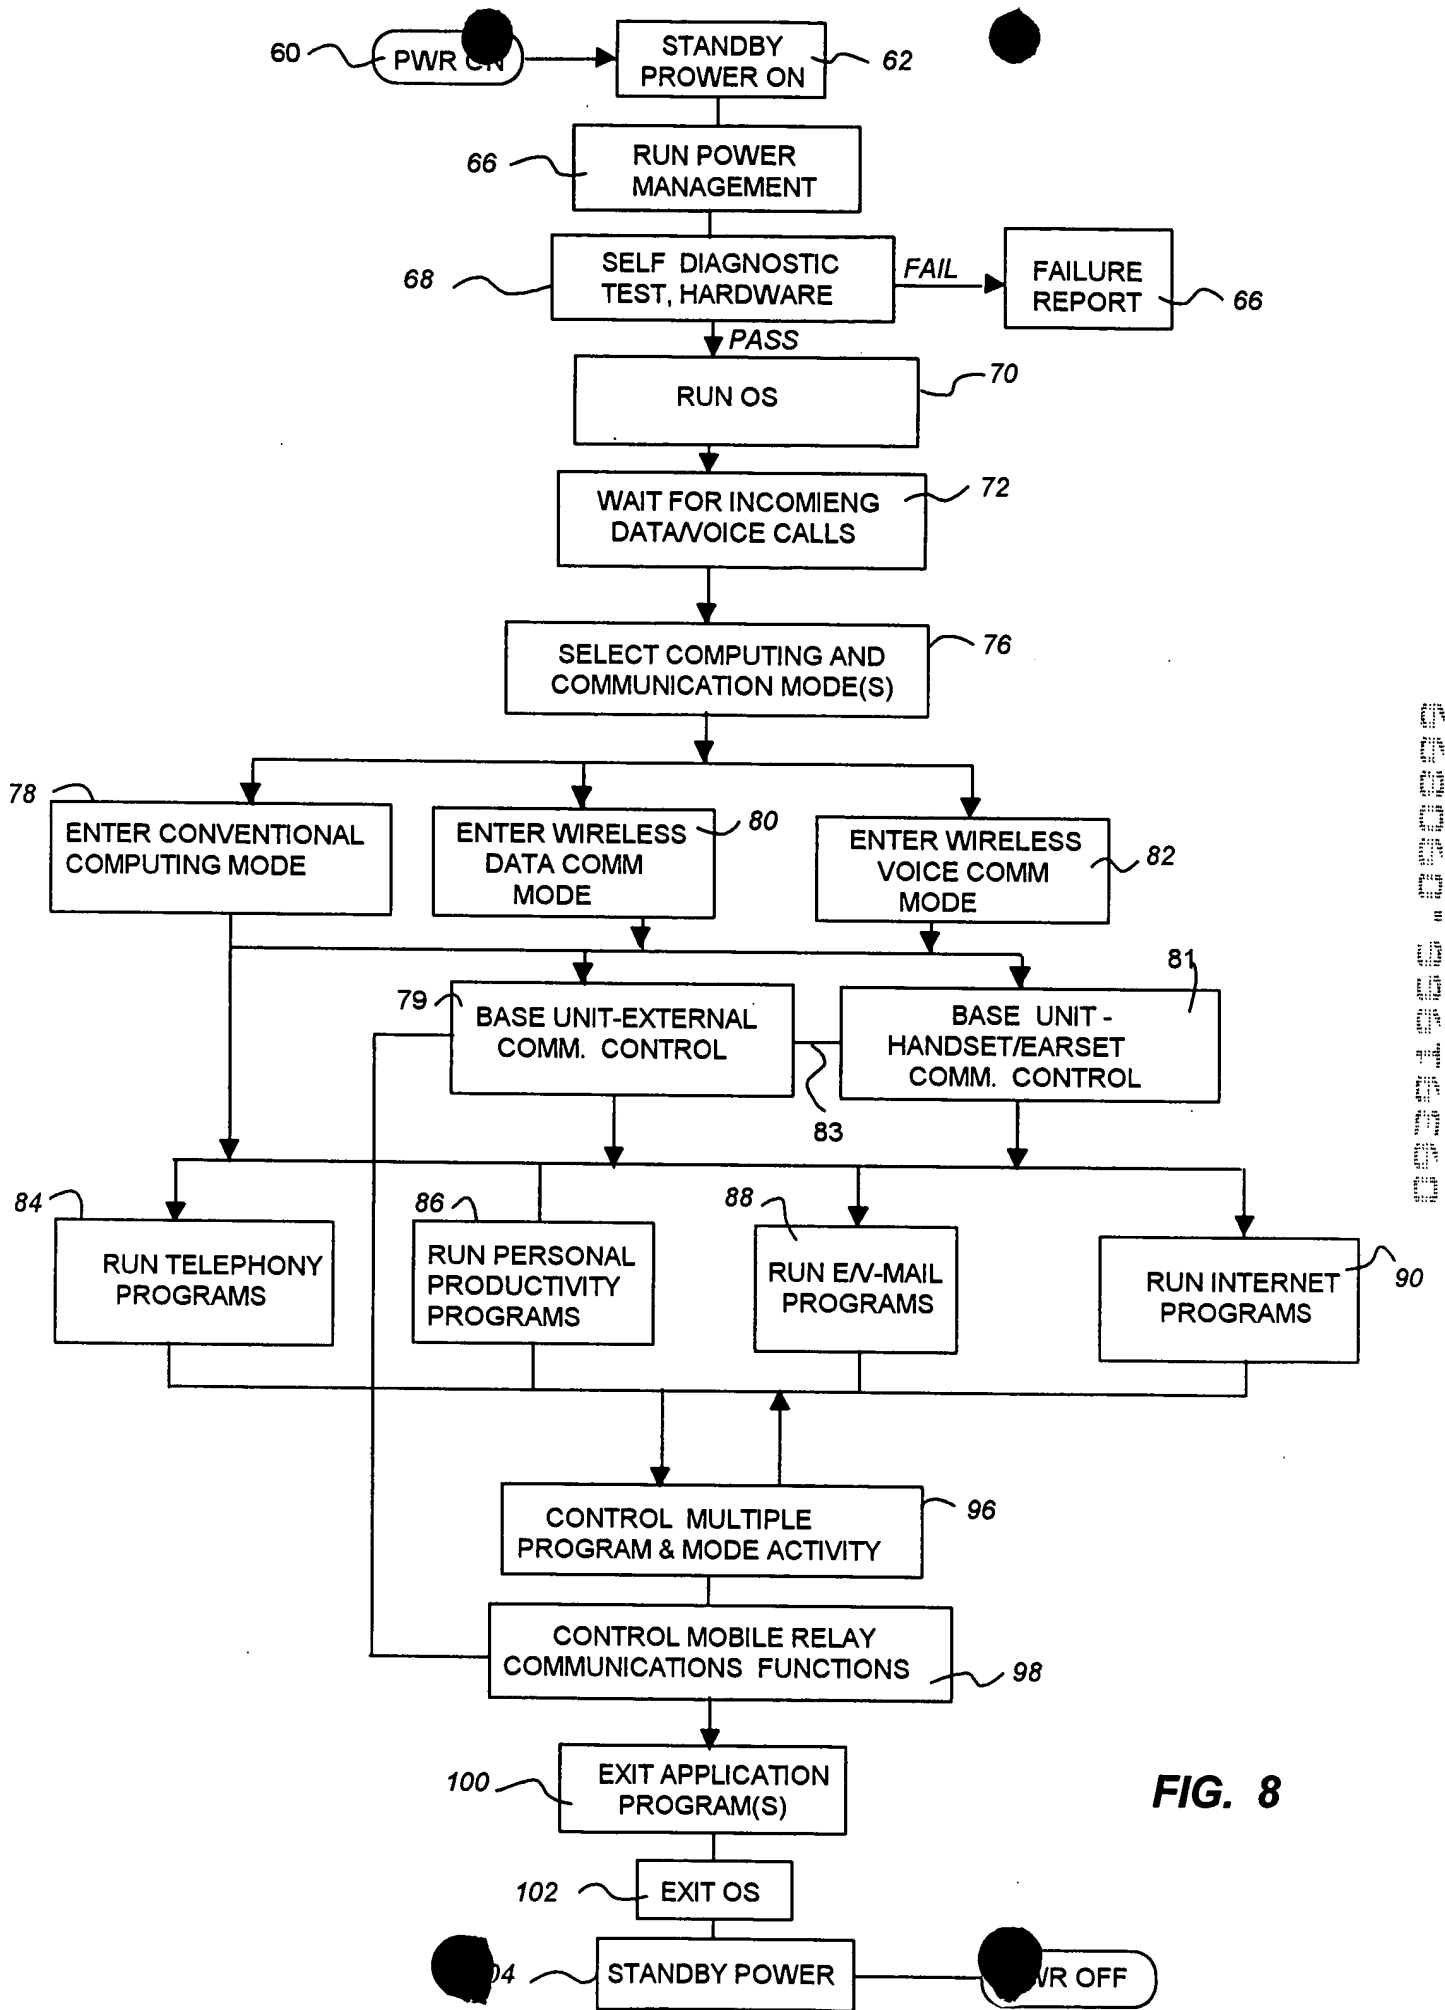 60
PWR ON
STANDBY
PROWER ON
62
66
RUN POWER
MANAGEMENT
68
SELF DIAGNOSTIC
TEST, HARDWARE
FAIL
FAILURE
REPORT
66
PASS
RUN OS
70
WAIT FOR INCOMIENG
DATA/VOICE CALLS
72
SELECT COMPUTING AND
COMMUNICATION MODE(S)
76
78
ENTER CONVENTIONAL
COMPUTING MODE
ENTER WIRELESS
DATA COMM
MODE
80
ENTER WIRELESS
VOICE COMM
MODE
82
79
BASE UNIT-EXTERNAL
COMM. CONTROL
83
81
BASE UNIT -
HANDSET/EARSET
COMM. CONTROL
84
RUN TELEPHONY
PROGRAMS
86
RUN PERSONAL
PRODUCTIVITY
PROGRAMS
88
RUN E/V-MAIL
PROGRAMS
RUN INTERNET
PROGRAMS
90
CONTROL MULTIPLE
PROGRAM & MODE ACTIVITY
96
CONTROL MOBILE RELAY
COMMUNICATIONS FUNCTIONS
98
100
EXIT APPLICATION
PROGRAM(S)
FIG. 8
102
EXIT OS
04
STANDBY POWER
WR OFF